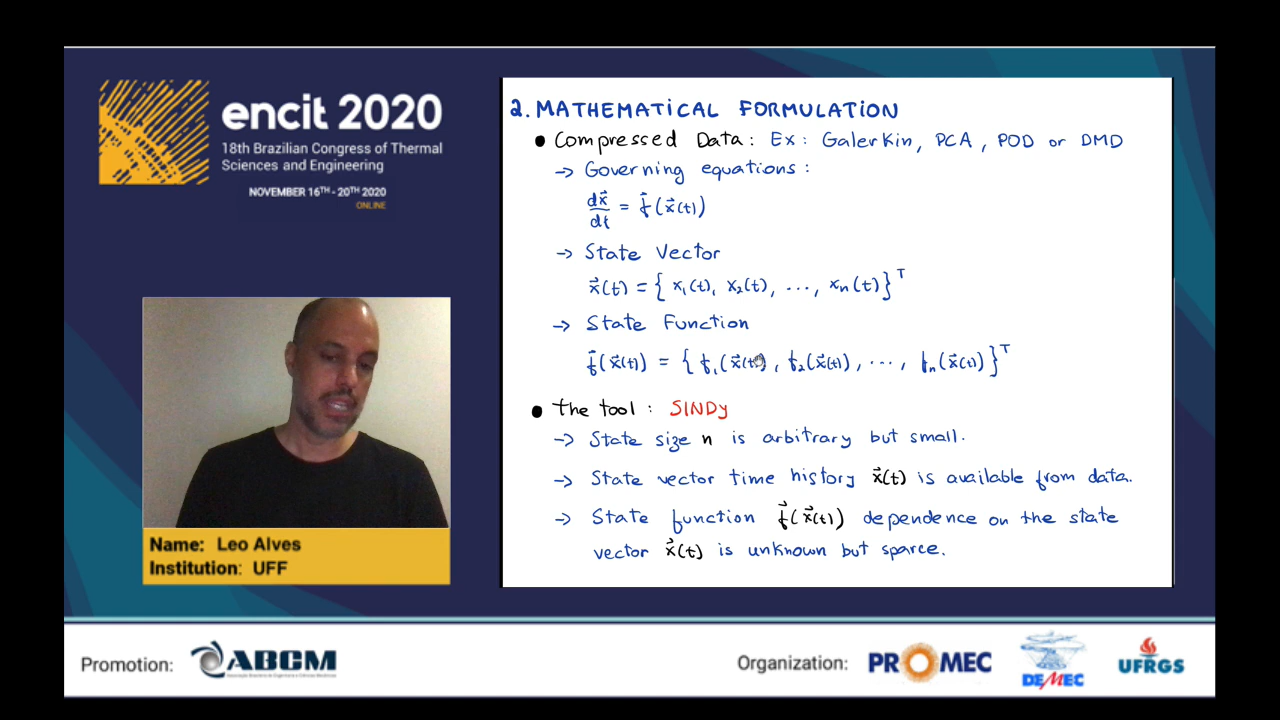 encit 2020
18th Brazilian Congress of Thermal
Sciences and Engineering
NOVEMBER 16TH - 20TH 2020
ONLINE
2. MATHEMATICAL FORMULATION
● Compressed Data: Ex: Galerkin, PCA, POD or DMD
→ Governing equations:
dx⃗/dt = f⃗(x⃗(t))
→ State Vector
x⃗(t) = { x₁(t), x₂(t), ..., xₙ(t) }ᵀ
→ State Function
f⃗(x⃗(t)) = { f₁(x⃗(t)), f₂(x⃗(t)), ..., fₙ(x⃗(t)) }ᵀ
● The tool: SINDy
→ State size n is arbitrary but small.
→ State vector time history x⃗(t) is available from data.
→ State function f⃗(x⃗(t)) dependence on the state
vector x⃗(t) is unknown but sparce.
Name: Leo Alves
Institution: UFF
Promotion: ABCM
Organization: PROMEC DEMEC UFRGS